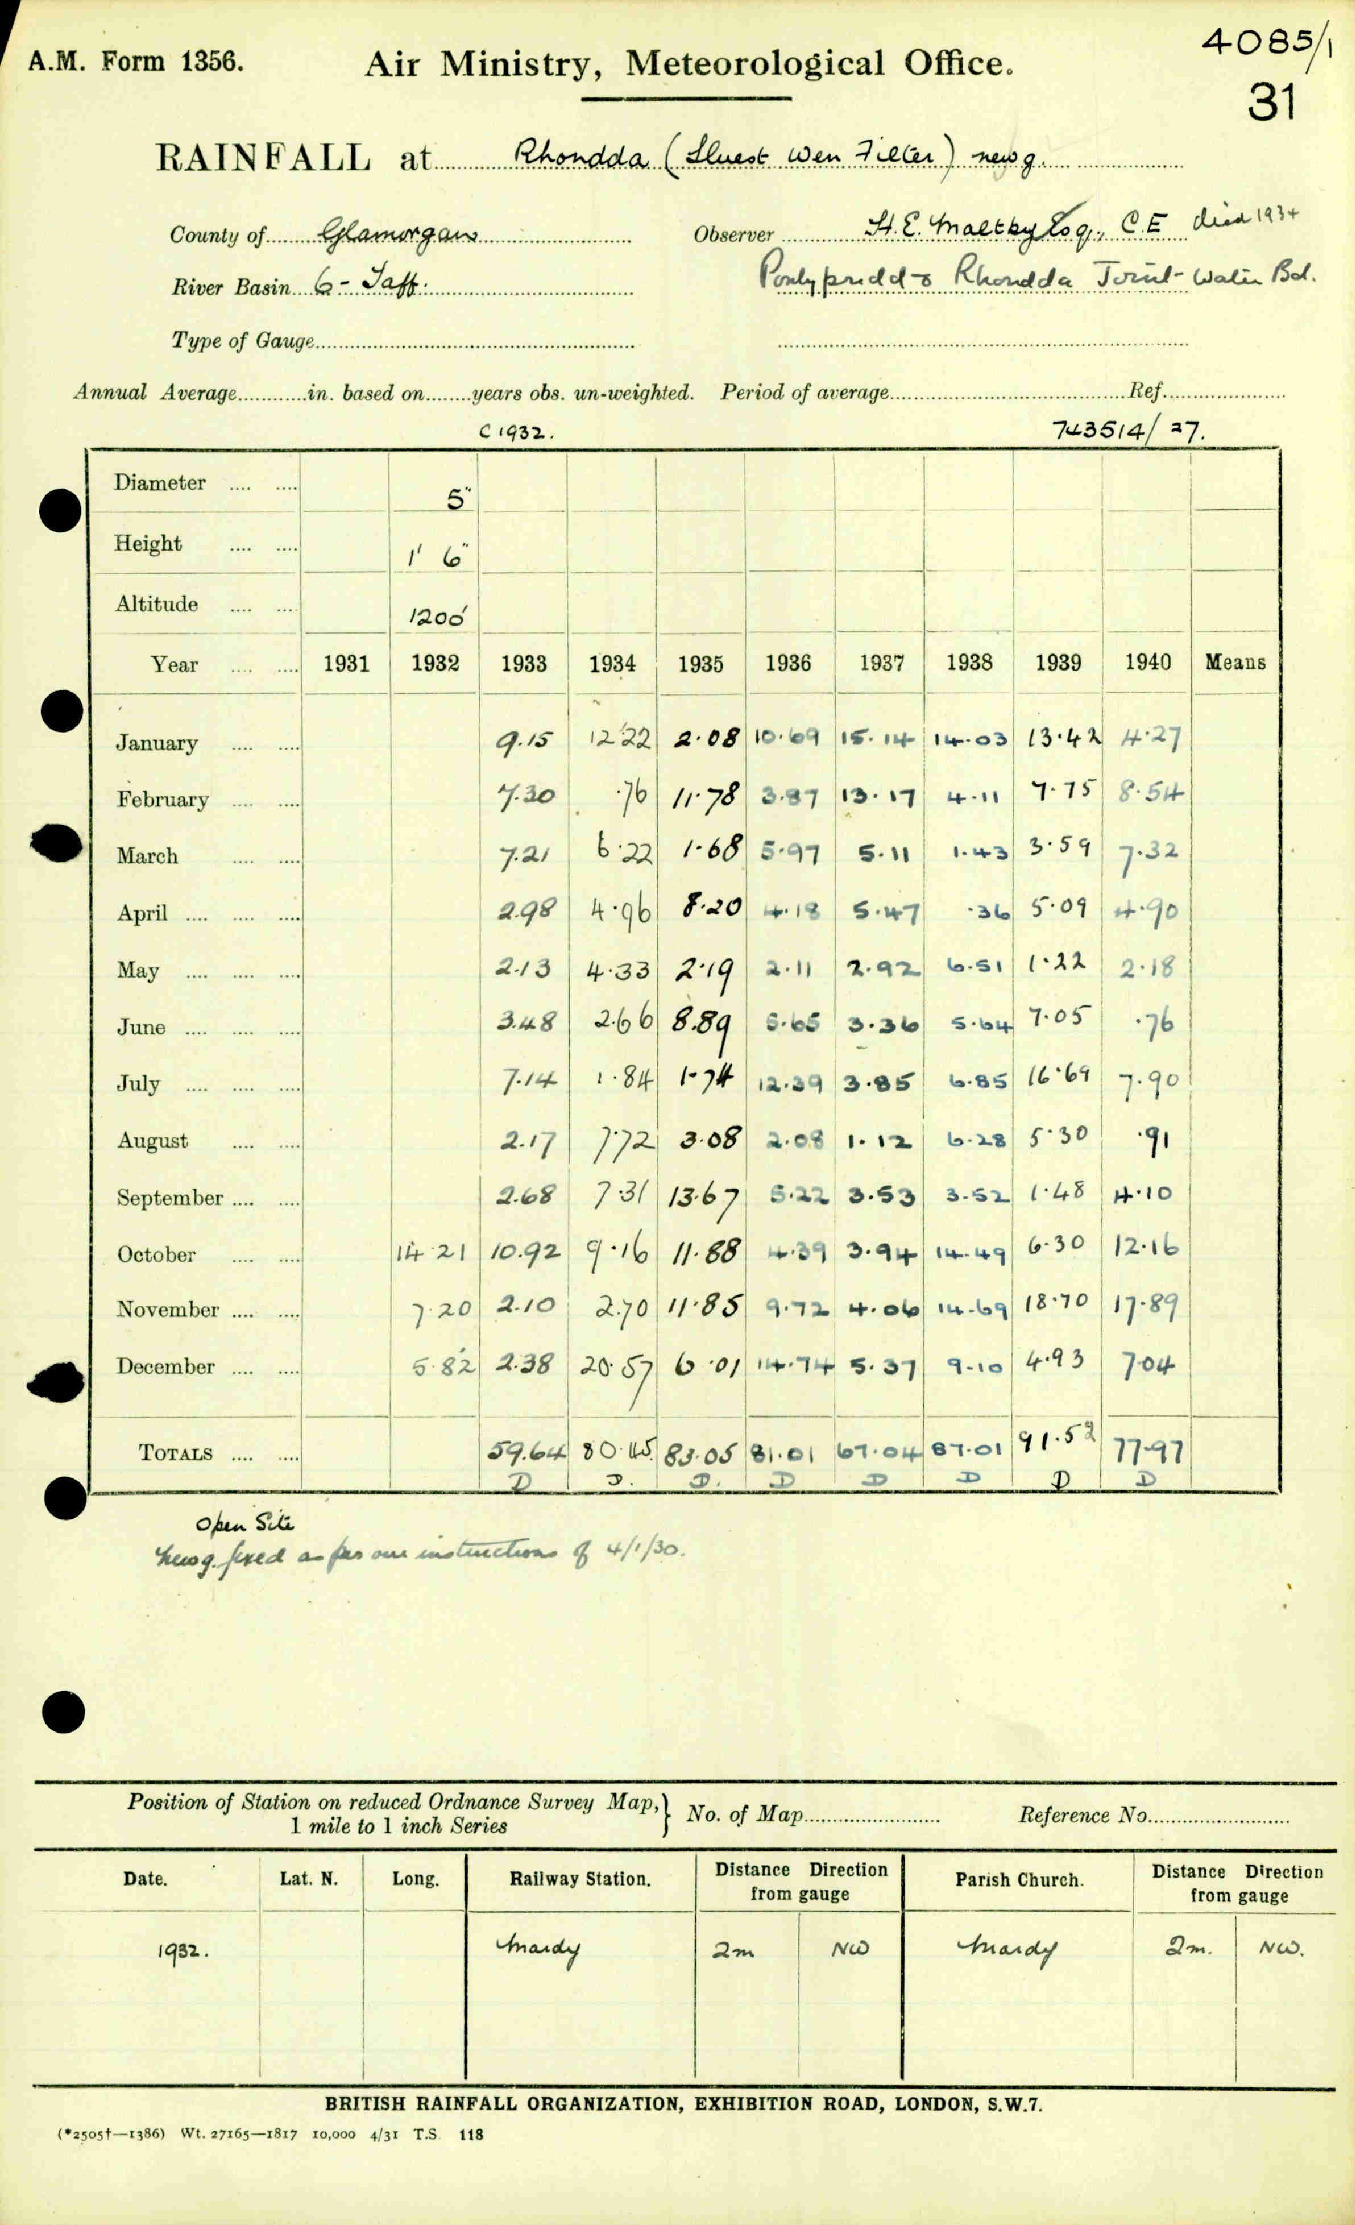 4085/1
A.M. Form 1356. Air Ministry, Meteorological Office.
31
RAINFALL at Rhondda (Lluest Wen Filter) new g.
County of Glamorgan Observer H.E. Maltby Esq., C.E died 1934
River Basin 6 - Taff. Pontypridd & Rhondda Joint Water Bd.
Type of Gauge
Annual Average in. based on years obs. un-weighted. Period of average Ref.
C 1932. 743514/27.
Diameter .... .... 5"
Height .... .... 1' 6"
Altitude .... .... 1200'
Year .... .... 1931 1932 1933 1934 1935 1936 1937 1938 1939 1940 Means
January .... .... 9.15 12.22 2.08 10.69 15.14 14.03 13.42 4.27
February .... .... 7.30 .76 11.78 3.87 13.17 4.11 7.75 8.54
March .... .... 7.21 6.22 1.68 5.97 5.11 1.43 3.59 7.32
April .... .... .... 2.98 4.96 8.20 4.18 5.47 .36 5.09 4.90
May .... .... .... 2.13 4.33 2.19 2.11 2.92 6.51 1.22 2.18
June .... .... .... 3.48 2.66 8.89 5.65 3.36 5.64 7.05 .76
July .... .... .... 7.14 1.84 1.74 12.39 3.85 6.85 16.69 7.90
August .... .... 2.17 7.72 3.08 2.08 1.12 6.28 5.30 .91
September .... .... 2.68 7.31 13.67 5.22 3.53 3.52 1.48 4.10
October .... .... 14.21 10.92 9.16 11.88 4.39 3.94 14.49 6.30 12.16
November .... .... 7.20 2.10 2.70 11.85 9.72 4.06 14.69 18.70 17.89
December .... .... 5.82 2.38 20.57 6.01 14.74 5.37 9.10 4.93 7.04
TOTALS .... .... 59.64 80.45 83.05 81.01 67.04 87.01 91.52 77.97
D D. D. D D D D D
Open Site
New g. fixed as per our instructions of 4/1/30.
Position of Station on reduced Ordnance Survey Map, } No. of Map Reference No.
1 mile to 1 inch Series
Date. Lat. N. Long. Railway Station. Distance Direction from gauge Parish Church. Distance Direction from gauge
1932. Mardy 2m NW Mardy 2m. NW.
BRITISH RAINFALL ORGANIZATION, EXHIBITION ROAD, LONDON, S.W.7.
(*2505†—1386) Wt. 27165—1817 10,000 4/31 T.S. 118